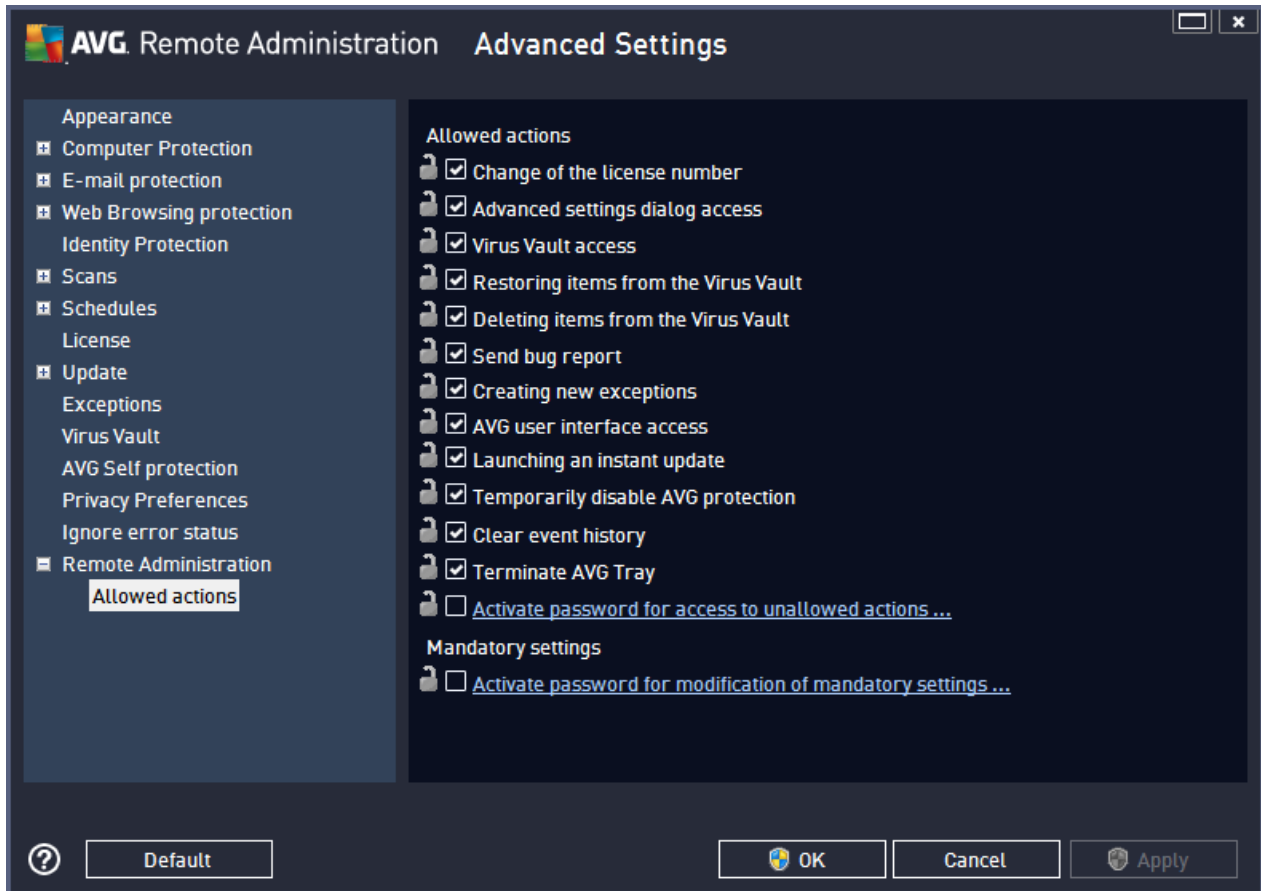 AVG. Remote Administration Advanced Settings
Appearance
Computer Protection
E-mail protection
Web Browsing protection
Identity Protection
Scans
Schedules
License
Update
Exceptions
Virus Vault
AVG Self protection
Privacy Preferences
Ignore error status
Remote Administration
Allowed actions
Allowed actions
Change of the license number
Advanced settings dialog access
Virus Vault access
Restoring items from the Virus Vault
Deleting items from the Virus Vault
Send bug report
Creating new exceptions
AVG user interface access
Launching an instant update
Temporarily disable AVG protection
Clear event history
Terminate AVG Tray
Activate password for access to unallowed actions ...
Mandatory settings
Activate password for modification of mandatory settings ...
? Default OK Cancel Apply